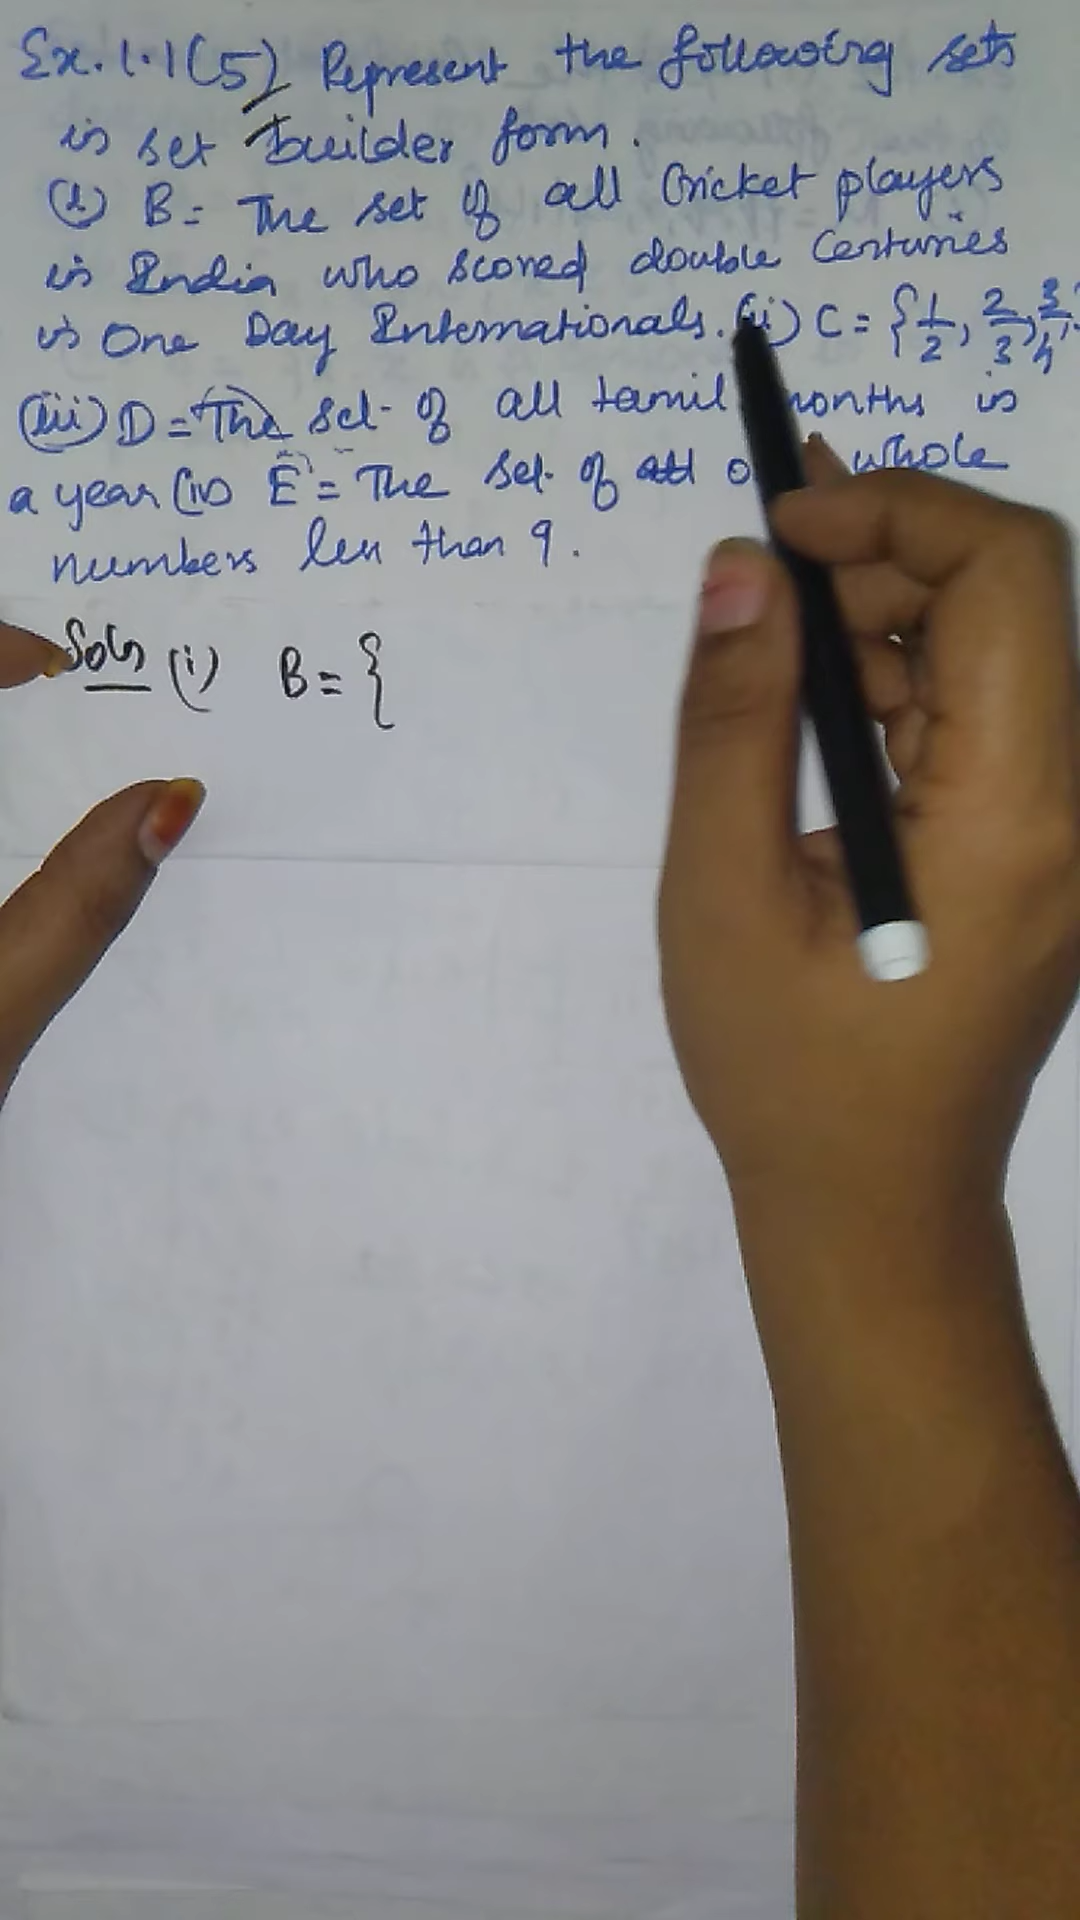 Ex. 1.1(5) Represent the following sets
in set builder form.
(i) B = The set of all Cricket players
in India who scored double Centuries
in One Day Internationals. (ii) C = {1/2, 2/3, 3/4,
(iii) D = The set of all tamil months in
a year (iv) E = The set of all whole
numbers less than 9.
Soln (i) B = {